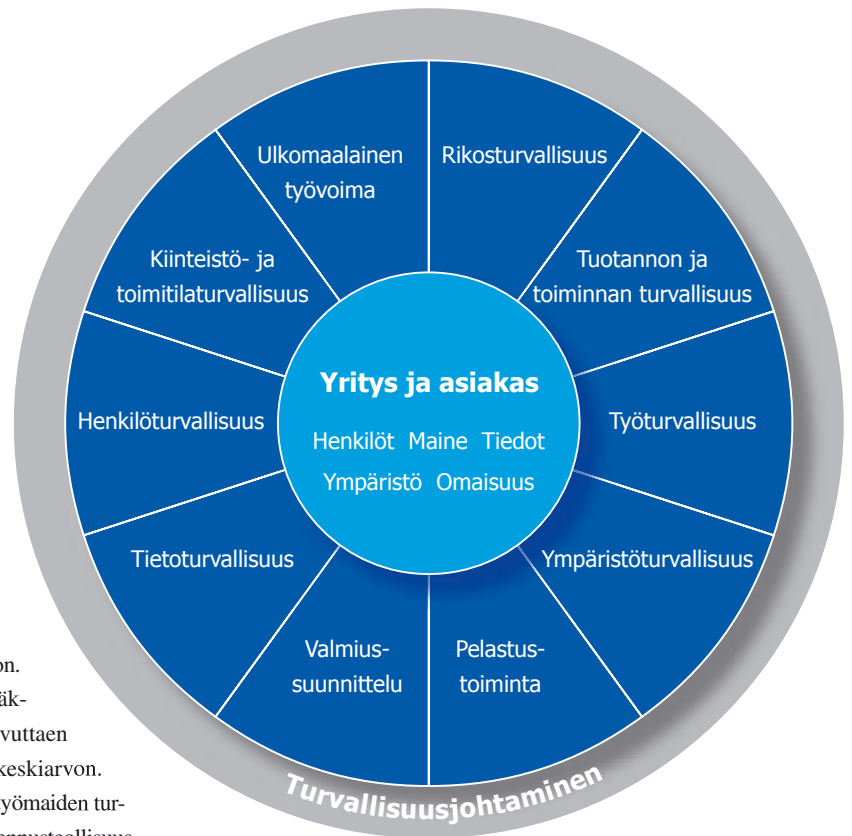 Ulkomaalainen
työvoima
Rikosturvallisuus
Kiinteistö- ja
toimitilaturvallisuus
Tuotannon ja
toiminnan turvallisuus
Yritys ja asiakas
Henkilöt Maine Tiedot
Ympäristö Omaisuus
Henkilöturvallisuus
Työturvallisuus
Tietoturvallisuus
Ympäristöturvallisuus
Valmius-
suunnittelu
Pelastus-
toiminta
Turvallisuusjohtaminen
on.
äk-
vuttaen
keskiarvon.
työmaiden tur-